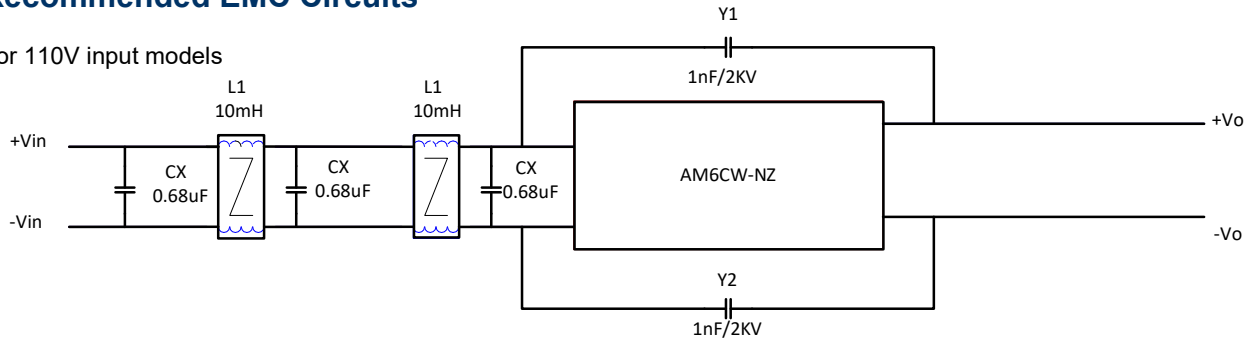 Recommended EMC Circuits
or 110V input models
Y1
1nF/2KV
L1
10mH
L1
10mH
+Vin
-Vin
CX
0.68uF
CX
0.68uF
CX
0.68uF
AM6CW-NZ
+Vo
-Vo
Y2
1nF/2KV